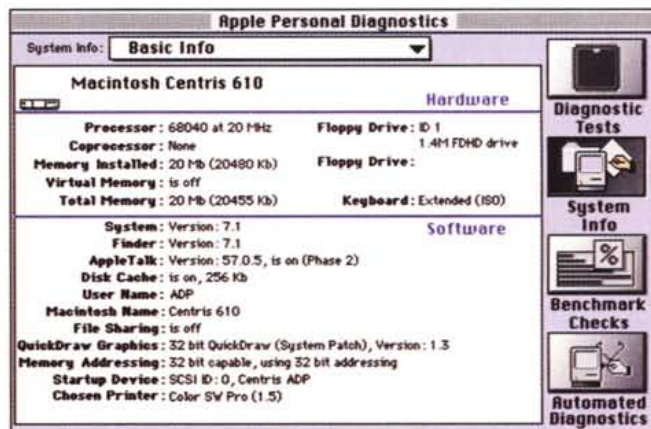 Apple Personal Diagnostics
System Info: Basic Info
Macintosh Centris 610
Hardware
Processor: 68040 at 20 MHz
Coprocessor: None
Memory Installed: 20 Mb (20480 Kb)
Virtual Memory: is off
Total Memory: 20 Mb (20455 Kb)
Floppy Drive: ID 1
1.4M FDHD drive
Floppy Drive:
Keyboard: Extended (ISO)
Software
System: Version: 7.1
Finder: Version: 7.1
AppleTalk: Version: 57.0.5, is on (Phase 2)
Disk Cache: is on, 256 Kb
User Name: ADP
Macintosh Name: Centris 610
File Sharing: is off
QuickDraw Graphics: 32 bit QuickDraw (System Patch), Version: 1.3
Memory Addressing: 32 bit capable, using 32 bit addressing
Startup Device: SCSI ID: 0, Centris ADP
Chosen Printer: Color SW Pro (1.5)
Diagnostic
Tests
System
Info
%
Benchmark
Checks
Automated
Diagnostics